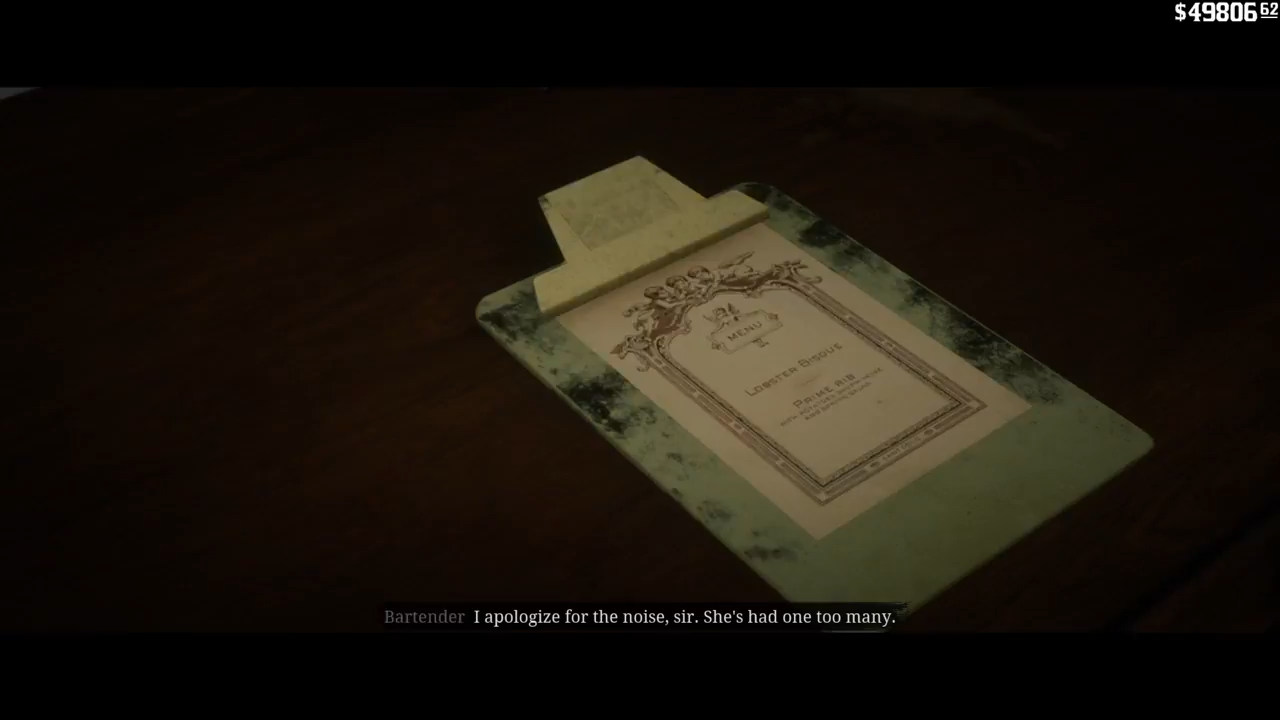 $49806 62
MENU
LOBSTER BISQUE
PRIME RIB
Bartender I apologize for the noise, sir. She's had one too many.